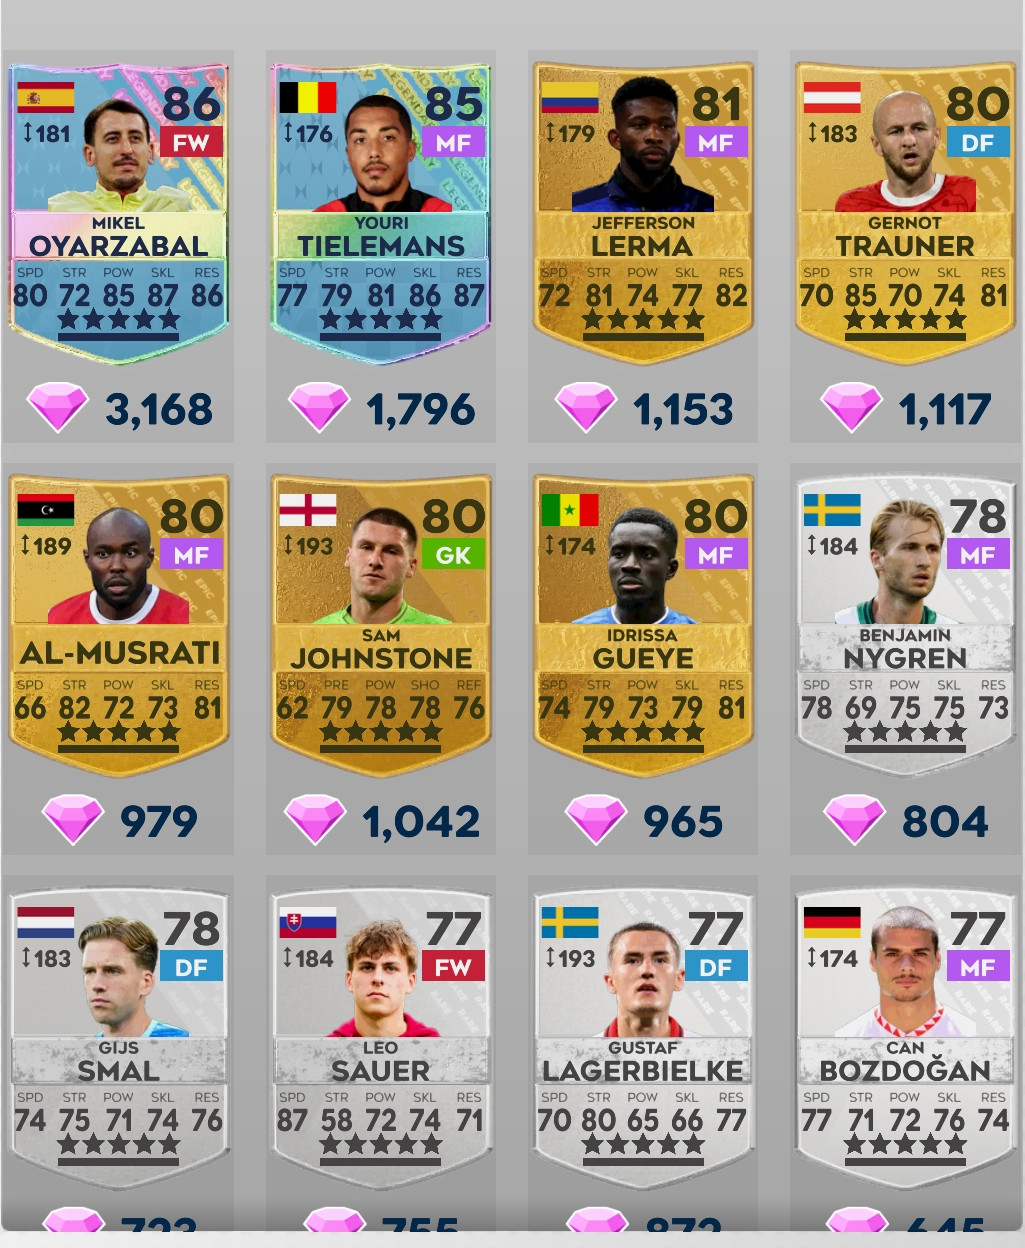 86
↕181
FW
MIKEL
OYARZABAL
SPD STR POW SKL RES
80 72 85 87 86
3,168
85
↕176
MF
YOURI
TIELEMANS
SPD STR POW SKL RES
77 79 81 86 87
1,796
81
↕179
MF
JEFFERSON
LERMA
SPD STR POW SKL RES
72 81 74 77 82
1,153
80
↕183
DF
GERNOT
TRAUNER
SPD STR POW SKL RES
70 85 70 74 81
1,117
80
↕189
MF
AL-MUSRATI
SPD STR POW SKL RES
66 82 72 73 81
979
80
↕193
GK
SAM
JOHNSTONE
SPD PRE POW SHO REF
62 79 78 78 76
1,042
80
↕174
MF
IDRISSA
GUEYE
SPD STR POW SKL RES
74 79 73 79 81
965
78
↕184
MF
BENJAMIN
NYGREN
SPD STR POW SKL RES
78 69 75 75 73
804
78
↕183
DF
GIJS
SMAL
SPD STR POW SKL RES
74 75 71 74 76
723
77
↕184
FW
LEO
SAUER
SPD STR POW SKL RES
87 58 72 74 71
755
77
↕193
DF
GUSTAF
LAGERBIELKE
SPD STR POW SKL RES
70 80 65 66 77
77
↕174
MF
CAN
BOZDOĞAN
SPD STR POW SKL RES
77 71 72 76 74
645